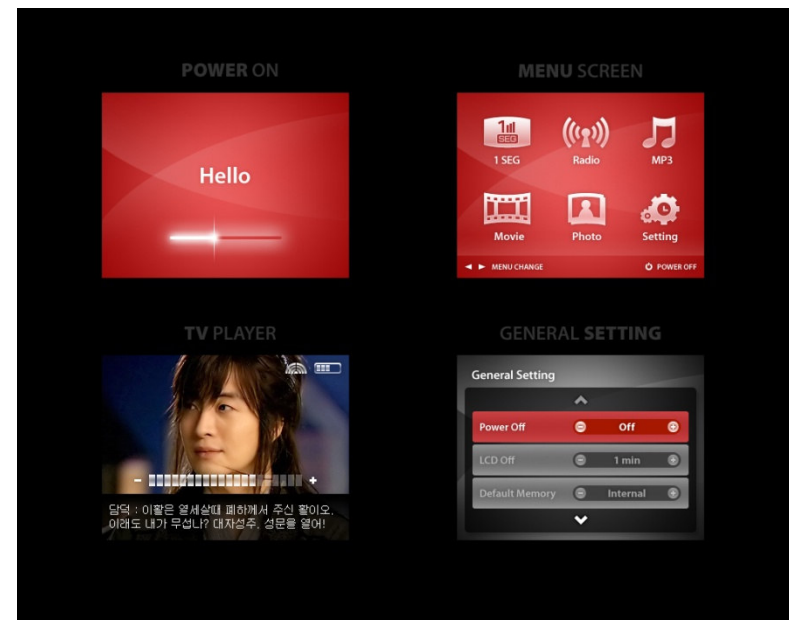 POWER ON
MENU SCREEN
Hello
1
SEG
1 SEG
Radio
MP3
Movie
Photo
Setting
◄ ► MENU CHANGE
POWER OFF
TV PLAYER
GENERAL SETTING
- +
담덕 : 이활은 열세살때 폐하께서 주신 활이오.
이래도 내가 무섭나? 대자성주, 성문을 열어!
General Setting
Power Off - Off +
LCD Off - 1 min +
Default Memory - Internal +